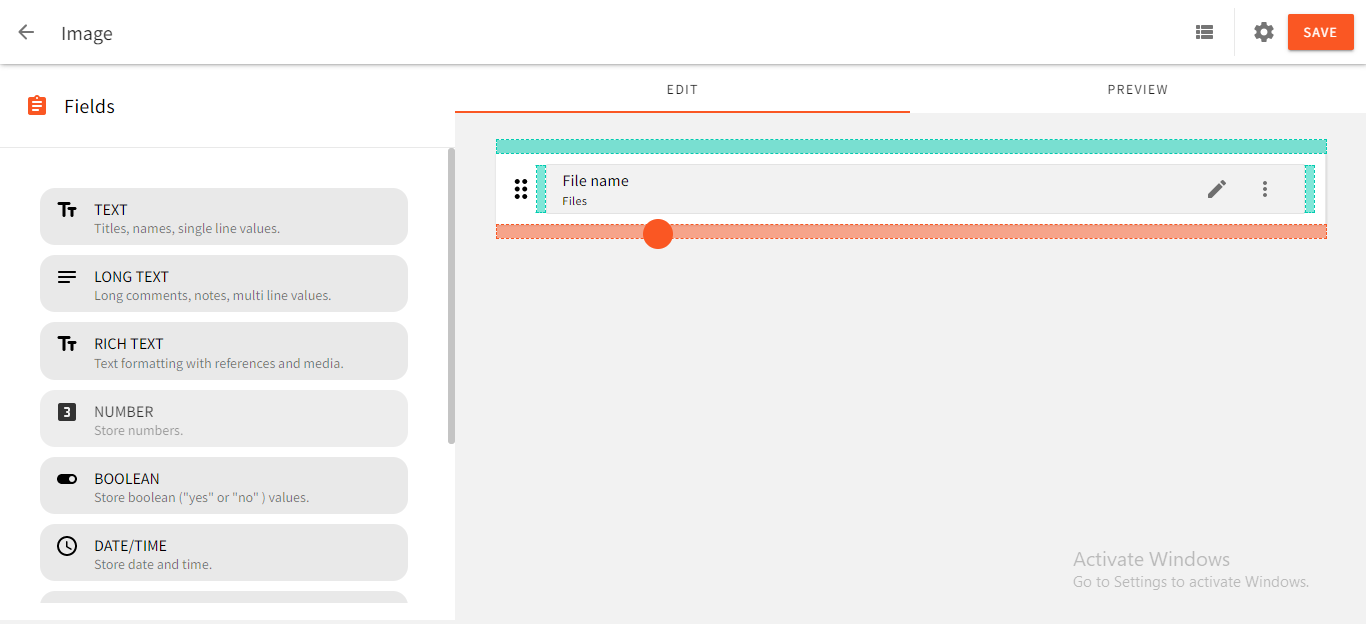 Image
SAVE
Fields
EDIT
PREVIEW
TEXT
Titles, names, single line values.
LONG TEXT
Long comments, notes, multi line values.
RICH TEXT
Text formatting with references and media.
3
NUMBER
Store numbers.
BOOLEAN
Store boolean ("yes" or "no" ) values.
DATE/TIME
Store date and time.
File name
Files
Activate Windows
Go to Settings to activate Windows.